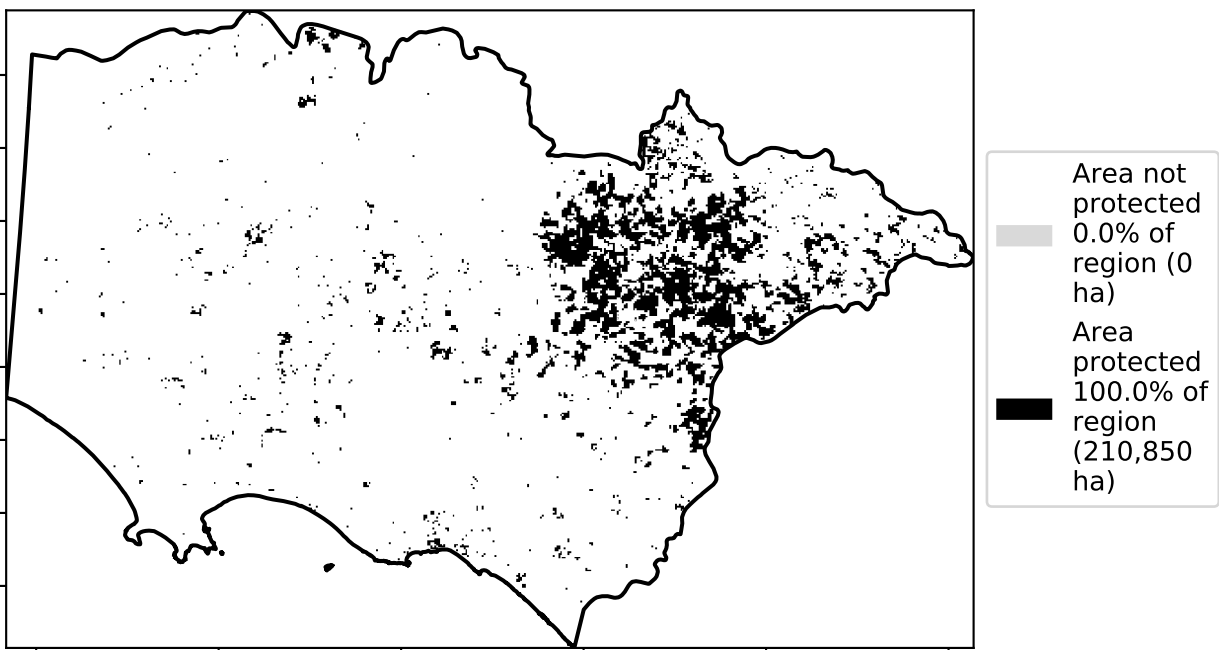 Area not
protected
0.0% of
region (0
ha)
Area
protected
100.0% of
region
(210,850
ha)